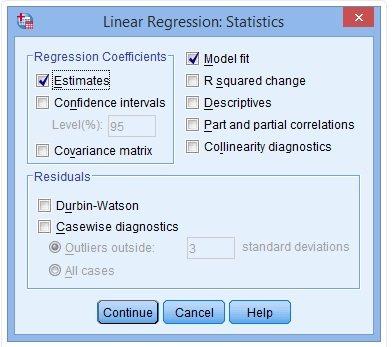 Linear Regression: Statistics
Regression Coefficients
Estimates
Confidence intervals
Level(%): 95
Covariance matrix
Model fit
R squared change
Descriptives
Part and partial correlations
Collinearity diagnostics
Residuals
Durbin-Watson
Casewise diagnostics
Outliers outside: 3 standard deviations
All cases
Continue Cancel Help